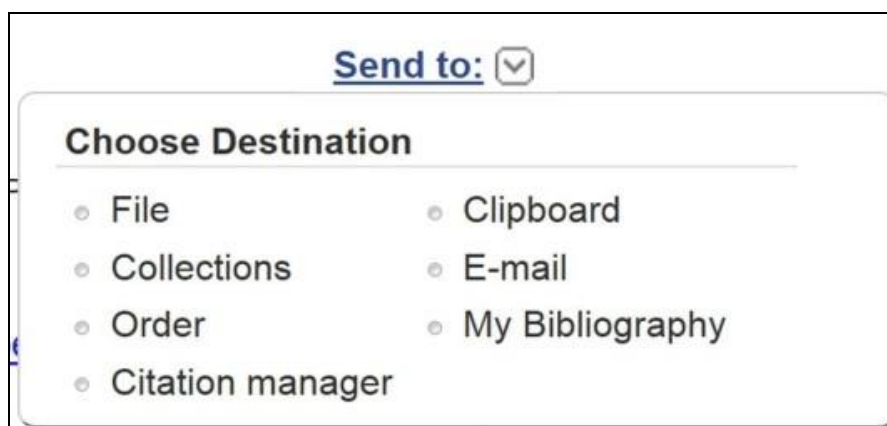 Send to:
Choose Destination
File
Clipboard
Collections
E-mail
Order
My Bibliography
Citation manager